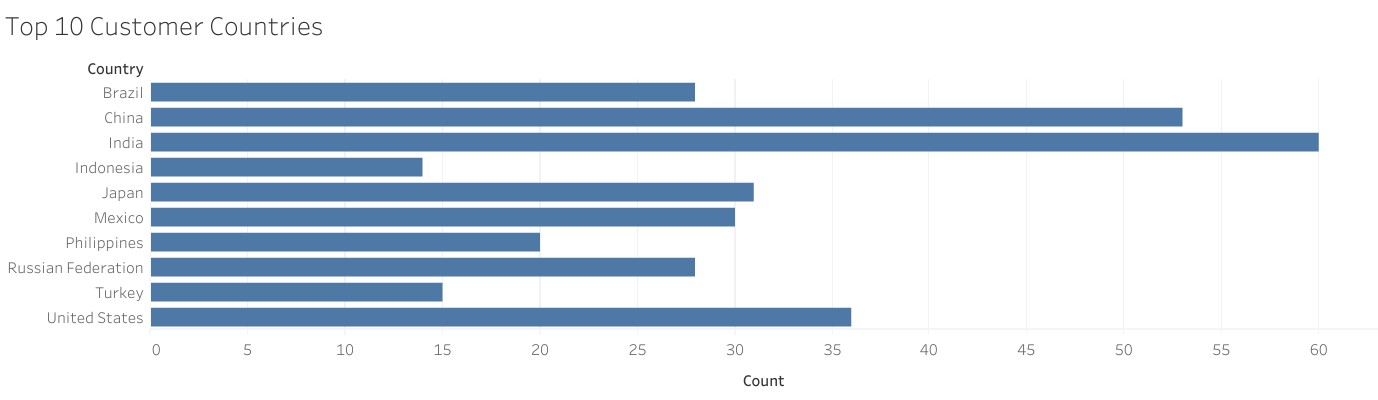 Top 10 Customer Countries
Country
Brazil
China
India
Indonesia
Japan
Mexico
Philippines
Russian Federation
Turkey
United States
0 5 10 15 20 25 30 35 40 45 50 55 60
Count